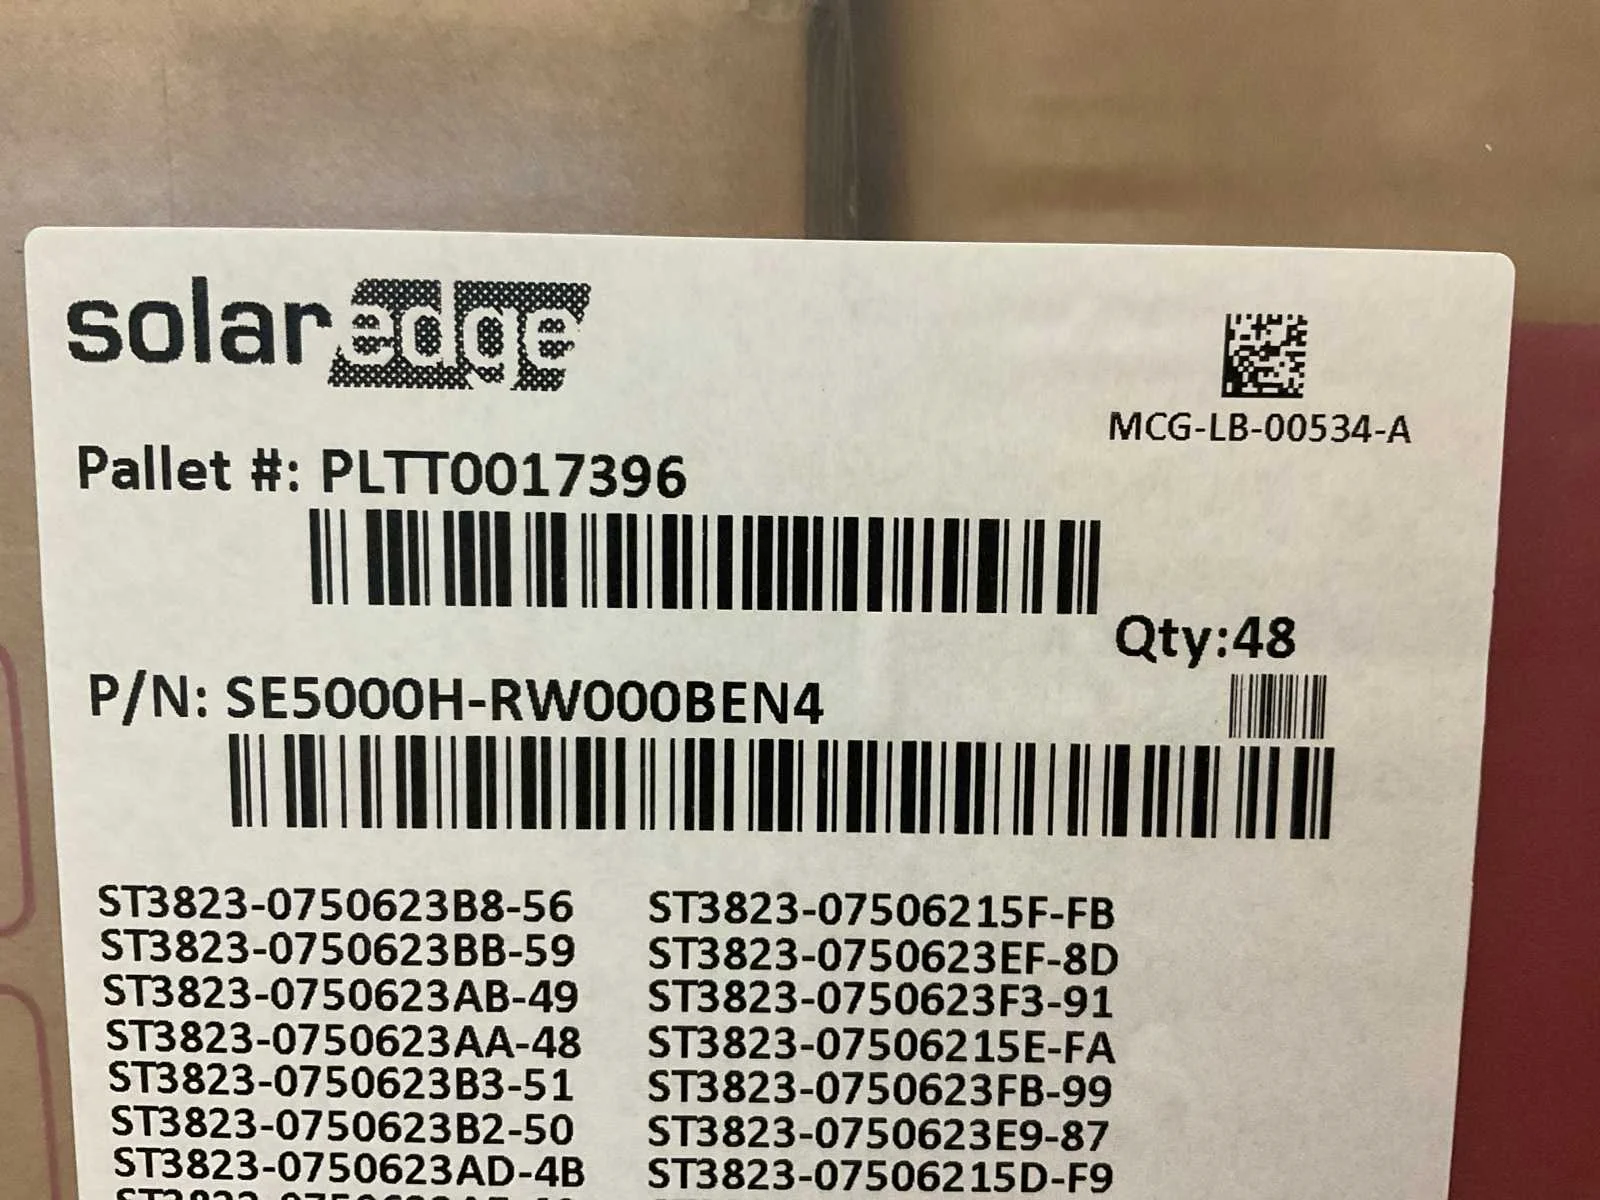 solaredge
MCG-LB-00534-A
Pallet #: PLTT0017396
Qty:48
P/N: SE5000H-RW000BEN4
ST3823-0750623B8-56 ST3823-07506215F-FB
ST3823-0750623BB-59 ST3823-0750623EF-8D
ST3823-0750623AB-49 ST3823-0750623F3-91
ST3823-0750623AA-48 ST3823-07506215E-FA
ST3823-0750623B3-51 ST3823-0750623FB-99
ST3823-0750623B2-50 ST3823-0750623E9-87
ST3823-0750623AD-4B ST3823-07506215D-F9